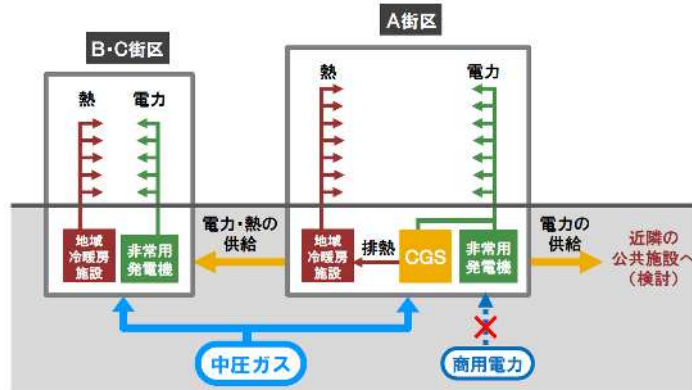 A街区
B・C街区
熱
電力
熱
電力
電力・熱の
供給
電力の
供給
地域
冷暖房
施設
非常用
発電機
地域
冷暖房
施設
排熱
CGS
非常用
発電機
近隣の
公共施設へ
(検討)
中圧ガス
商用電力